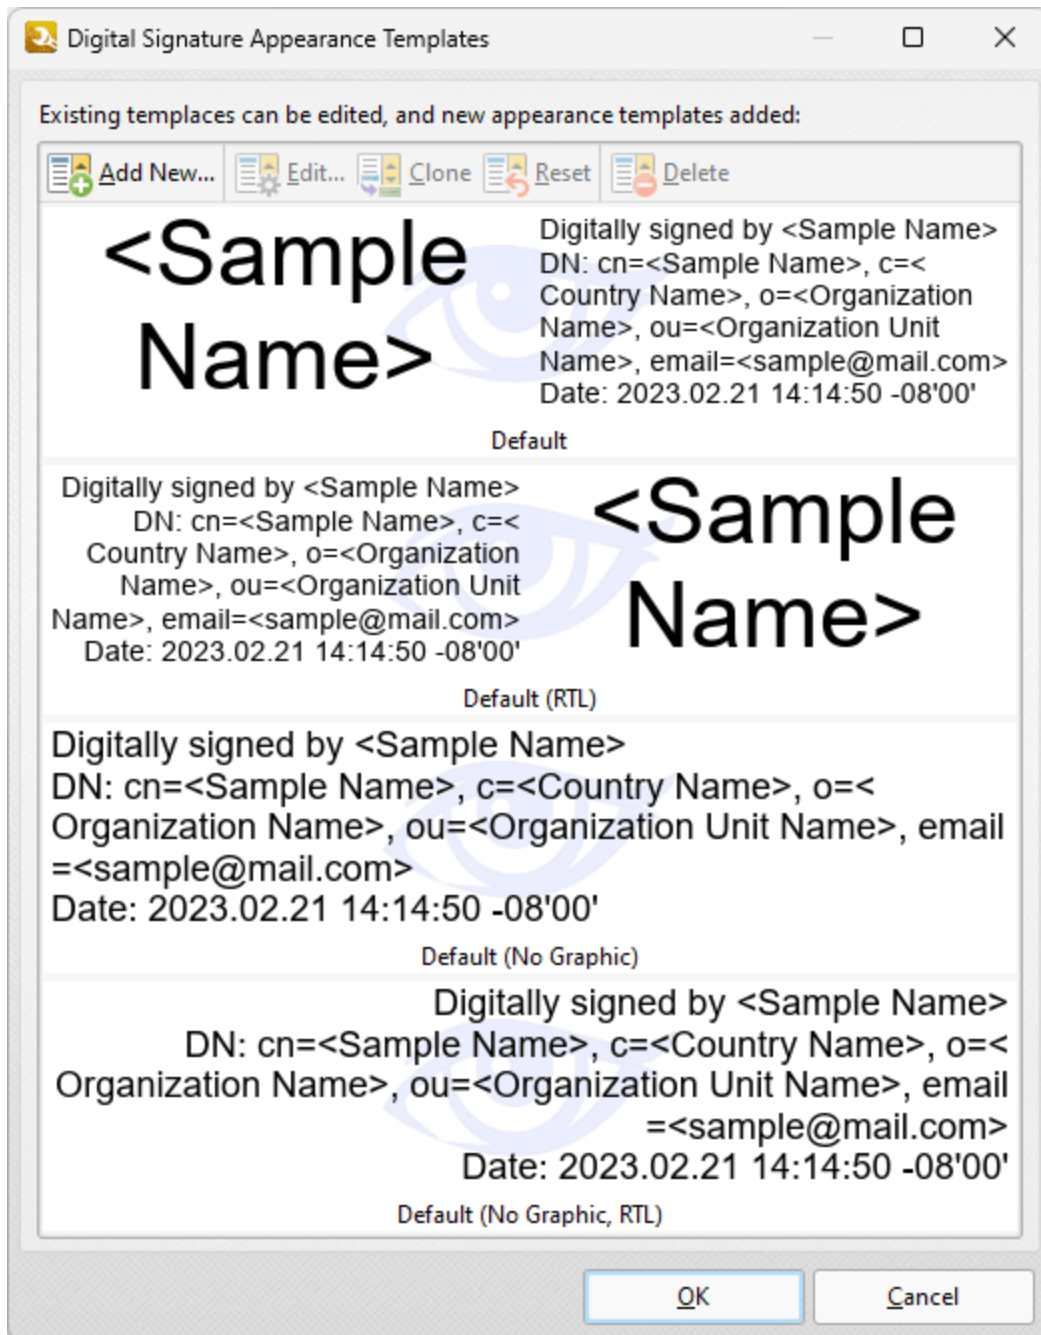 Digital Signature Appearance Templates
Existing templaces can be edited, and new appearance templates added:
Add New... Edit... Clone Reset Delete
<Sample
Name>
Digitally signed by <Sample Name>
DN: cn=<Sample Name>, c=<
Country Name>, o=<Organization
Name>, ou=<Organization Unit
Name>, email=<sample@mail.com>
Date: 2023.02.21 14:14:50 -08'00'
Default
Digitally signed by <Sample Name>
DN: cn=<Sample Name>, c=<
Country Name>, o=<Organization
Name>, ou=<Organization Unit
Name>, email=<sample@mail.com>
Date: 2023.02.21 14:14:50 -08'00'
<Sample
Name>
Default (RTL)
Digitally signed by <Sample Name>
DN: cn=<Sample Name>, c=<Country Name>, o=<
Organization Name>, ou=<Organization Unit Name>, email
=<sample@mail.com>
Date: 2023.02.21 14:14:50 -08'00'
Default (No Graphic)
Digitally signed by <Sample Name>
DN: cn=<Sample Name>, c=<Country Name>, o=<
Organization Name>, ou=<Organization Unit Name>, email
=<sample@mail.com>
Date: 2023.02.21 14:14:50 -08'00'
Default (No Graphic, RTL)
OK Cancel